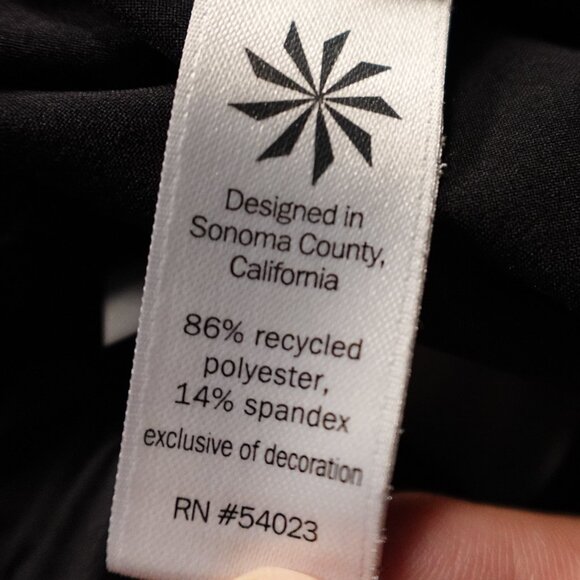 Designed in
Sonoma County,
California
86% recycled
polyester,
14% spandex
exclusive of decoration
RN #54023